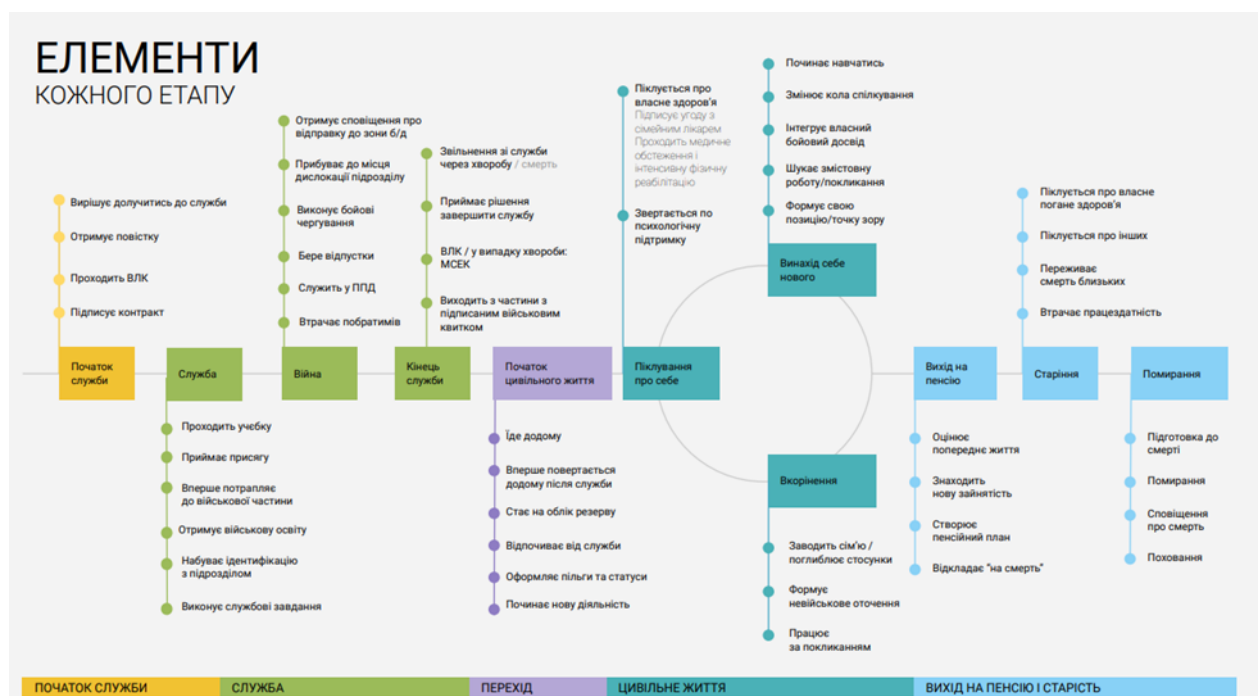 ЕЛЕМЕНТИ
КОЖНОГО ЕТАПУ
Вирішує долучитись до служби
Отримує повістку
Проходить ВЛК
Підписує контракт
Початок
служби
Служба
Проходить учебку
Приймає присягу
Вперше потрапляє
до військової частини
Отримує військову освіту
Набуває ідентифікацію
з підрозділом
Виконує службові завдання
Отримує сповіщення про
відправку до зони б/д
Прибуває до місця
дислокації підрозділу
Виконує бойові
чергування
Бере відпустки
Служить у ППД
Втрачає побратимів
Війна
Звільнення зі служби
через хворобу / смерть
Приймає рішення
завершити службу
ВЛК / у випадку хвороби:
МСЕК
Виходить з частини з
підписаним військовим
квитком
Кінець
служби
Початок
цивільного життя
Їде додому
Вперше повертається
додому після служби
Стає на облік резерву
Відпочиває від служби
Оформляє пільги та статуси
Починає нову діяльність
Піклується про
власне здоров'я
Підписує угоду з
сімейним лікарем
Проходить медичне
обстеження і
інтенсивну фізичну
реабілітацію
Звертається по
психологічну
підтримку
Піклування
про себе
Починає навчатись
Змінює кола спілкування
Інтегрує власний
бойовий досвід
Шукає змістовну
роботу/покликання
Формує свою
позицію/точку зору
Винахід себе
нового
Вкорінення
Заводить сім'ю /
поглиблює стосунки
Формує
невійськове оточення
Працює
за покликанням
Вихід на
пенсію
Оцінює
попереднє життя
Знаходить
нову зайнятість
Створює
пенсійний план
Відкладає "на смерть"
Піклується про власне
погане здоров'я
Піклується про інших
Переживає
смерть близьких
Втрачає працездатність
Старіння
Помирання
Підготовка до
смерті
Помирання
Сповіщення
про смерть
Поховання
ПОЧАТОК СЛУЖБИ
СЛУЖБА
ПЕРЕХІД
ЦИВІЛЬНЕ ЖИТТЯ
ВИХІД НА ПЕНСІЮ І СТАРІСТЬ